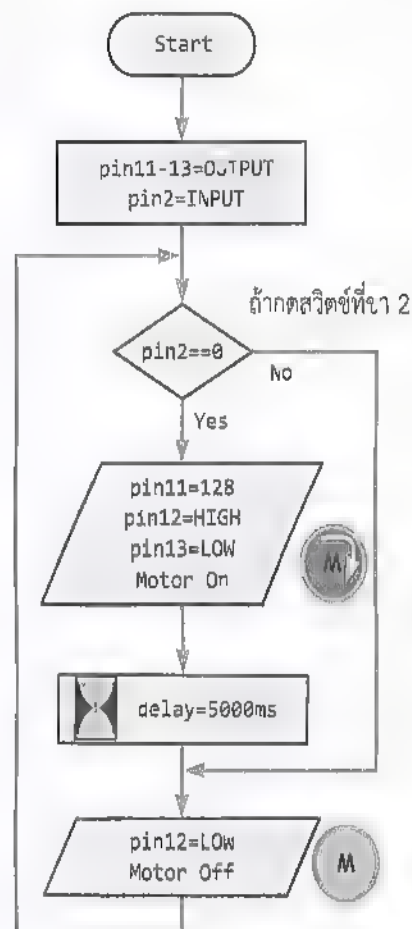 Start
pin11-13=OUTPUT
pin2=INPUT
ถ้ากดสวิตช์ที่ขา 2
pin2==0
No
Yes
pin11=128
pin12=HIGH
pin13=LOW
Motor On
M
delay=5000ms
pin12=LOW
Motor Off
M